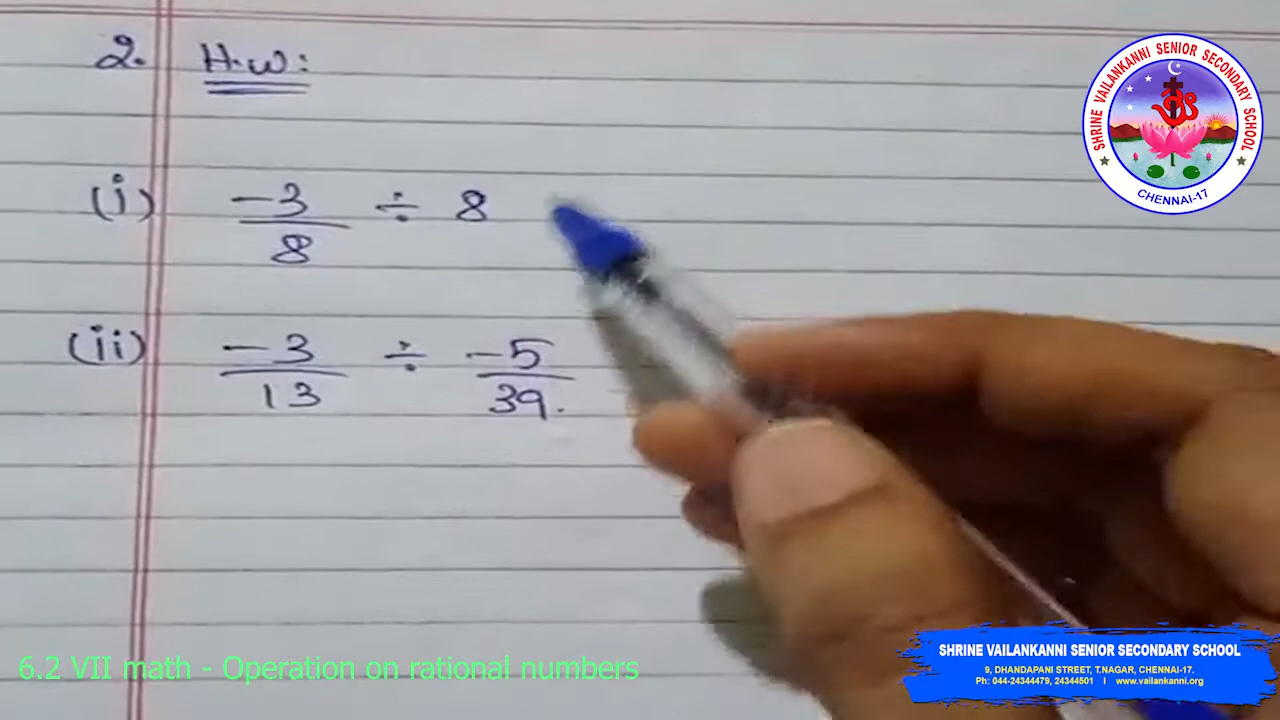 2. H.W:
(i) -3/8 ÷ 8
(ii) -3/13 ÷ -5/39.
SHRINE VAILANKANNI SENIOR SECONDARY SCHOOL
CHENNAI-17
6.2 VII math - Operation on rational numbers
SHRINE VAILANKANNI SENIOR SECONDARY SCHOOL
9, DHANDAPANI STREET, T.NAGAR, CHENNAI-17.
Ph: 044-24344479, 24344501 I www.vailankanni.org